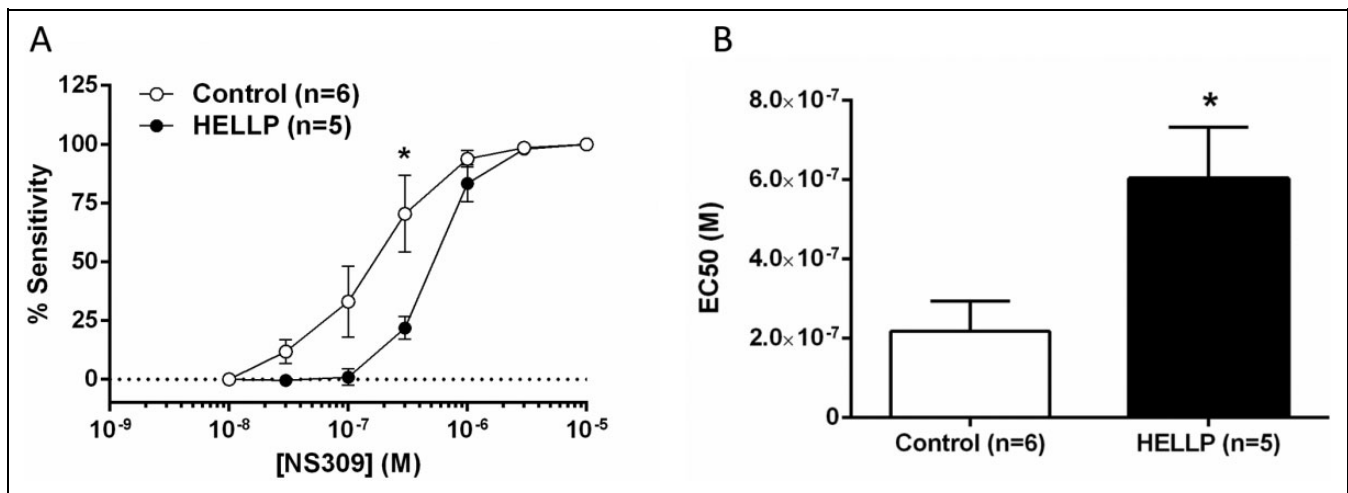 A
125
100
75
50
25
0
% Sensitivity
Control (n=6)
HELLP (n=5)
*
10⁻⁹ 10⁻⁸ 10⁻⁷ 10⁻⁶ 10⁻⁵
[NS309] (M)
B
8.0×10⁻⁷
6.0×10⁻⁷
4.0×10⁻⁷
2.0×10⁻⁷
0
EC50 (M)
*
Control (n=6) HELLP (n=5)